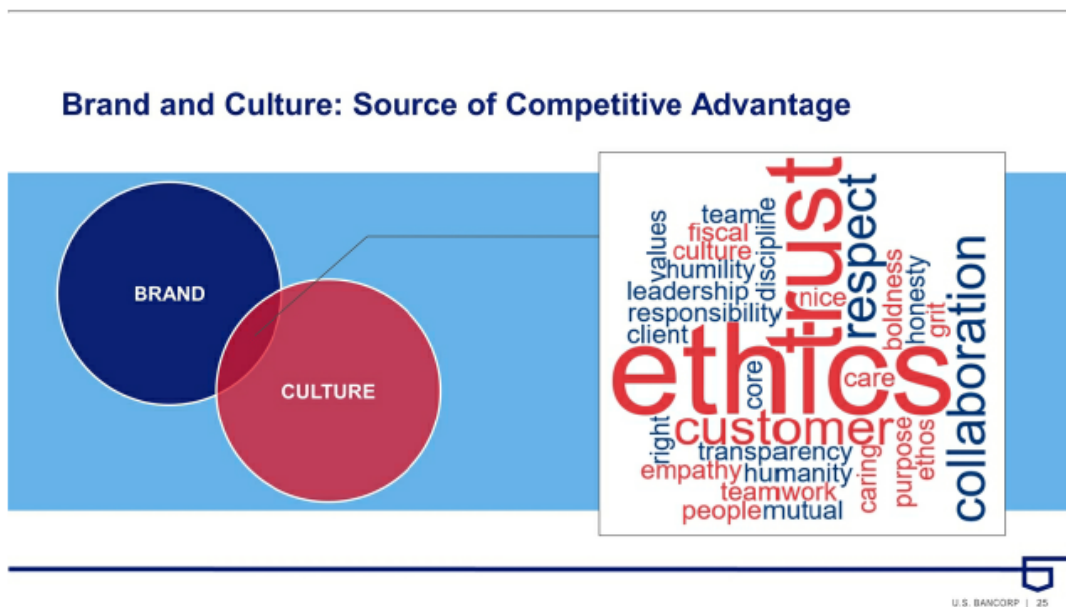 Brand and Culture: Source of Competitive Advantage
BRAND
CULTURE
trust
respect
team
fiscal
values
culture
discipline
humility
leadership
nice
responsibility
client
boldness
honesty
grit
collaboration
ethics
core
care
customer
right
transparency
empathy
humanity
caring
purpose
ethos
teamwork
people
mutual
U.S. BANCORP | 25